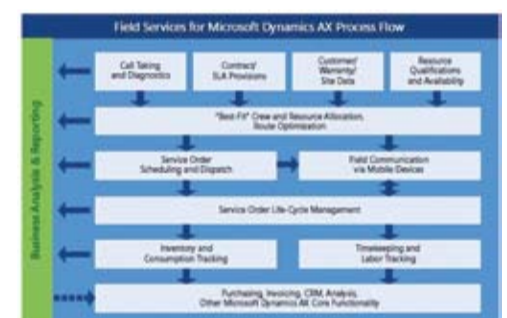 Field Services for Microsoft Dynamics AX Process Flow
Business Analysis & Reporting
Call Taking
and Diagnostics
Contract/
SLA Provisions
Customer/
Warranty/
Site Data
Resource
Qualifications
and Availability
"Best-Fit" Crew and Resource Allocation,
Route Optimization
Service Order
Scheduling and Dispatch
Field Communication
via Mobile Devices
Service Order Life-Cycle Management
Inventory and
Consumption Tracking
Timekeeping and
Labor Tracking
Purchasing, Invoicing, CRM, Analysis,
Other Microsoft Dynamics AX Core Functionality